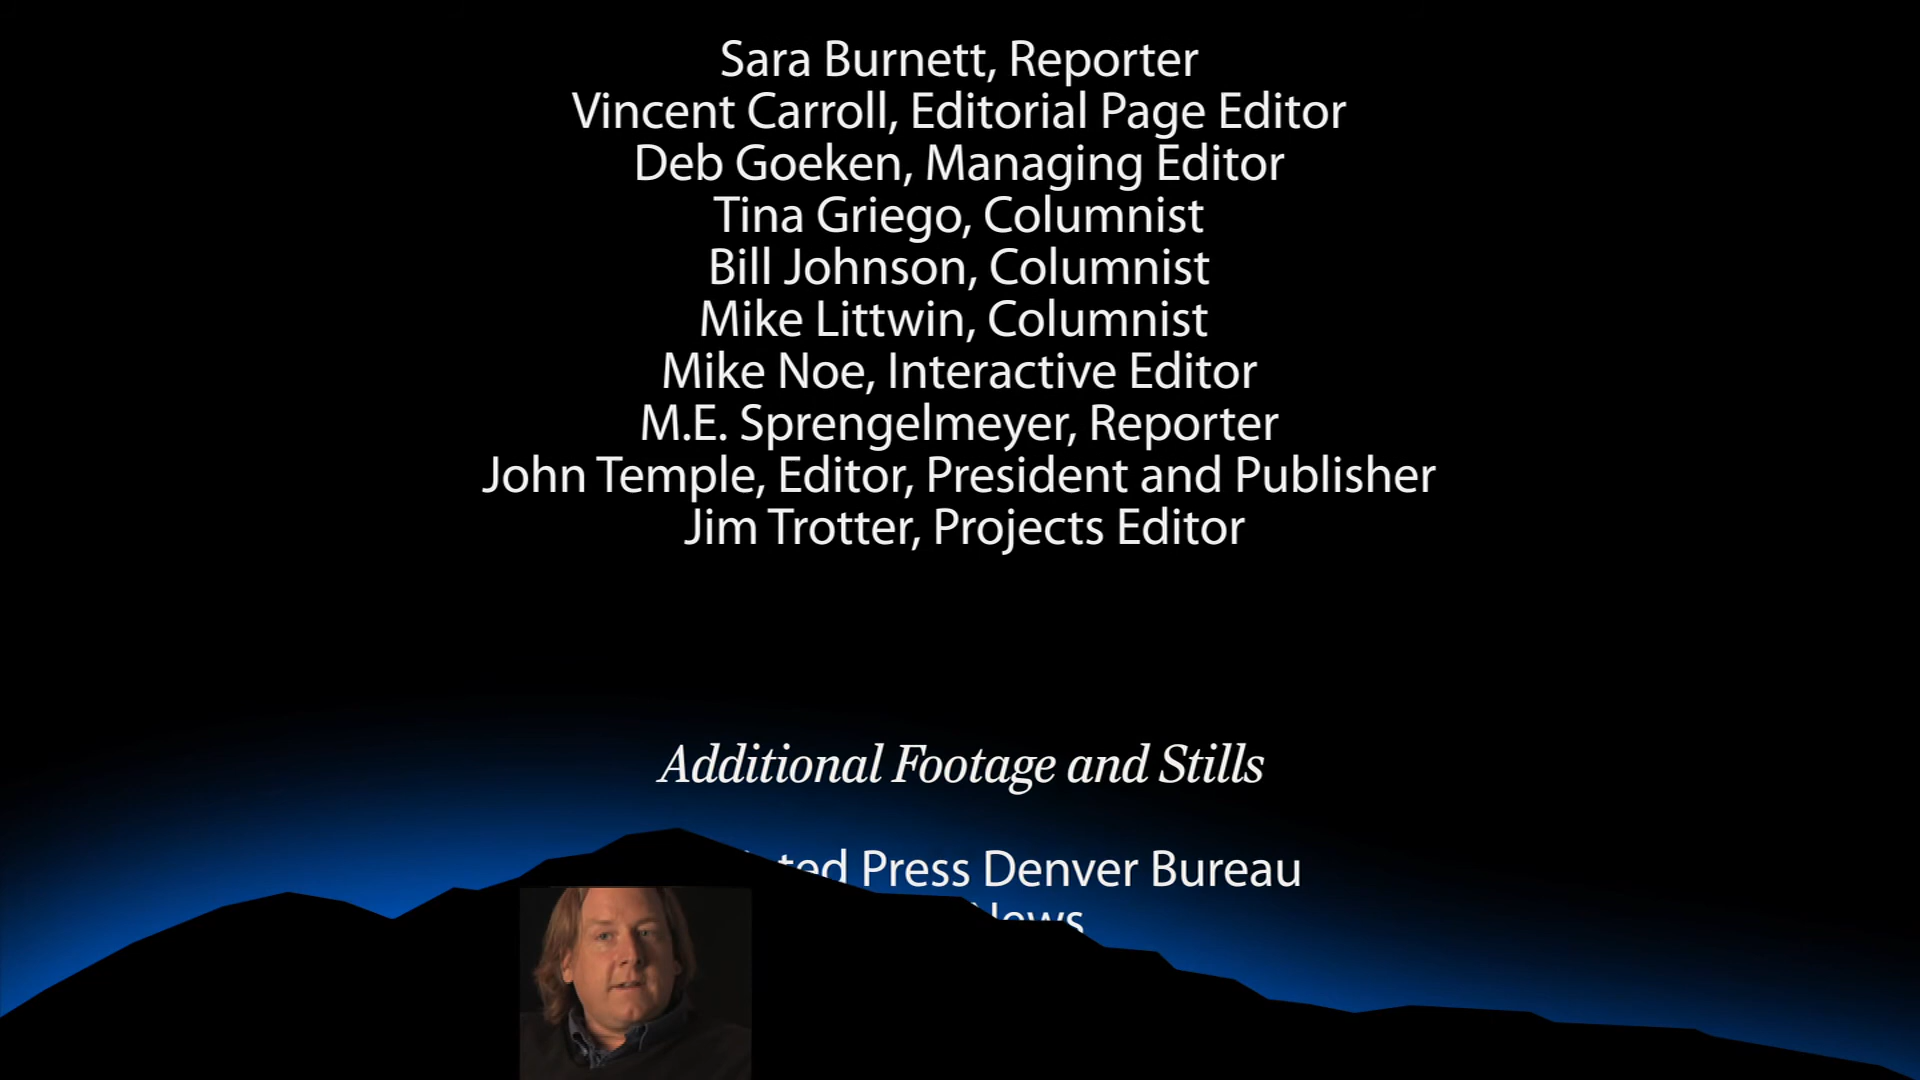 Sara Burnett, Reporter
Vincent Carroll, Editorial Page Editor
Deb Goeken, Managing Editor
Tina Griego, Columnist
Bill Johnson, Columnist
Mike Littwin, Columnist
Mike Noe, Interactive Editor
M.E. Sprengelmeyer, Reporter
John Temple, Editor, President and Publisher
Jim Trotter, Projects Editor
Additional Footage and Stills
Press Denver Bureau
News